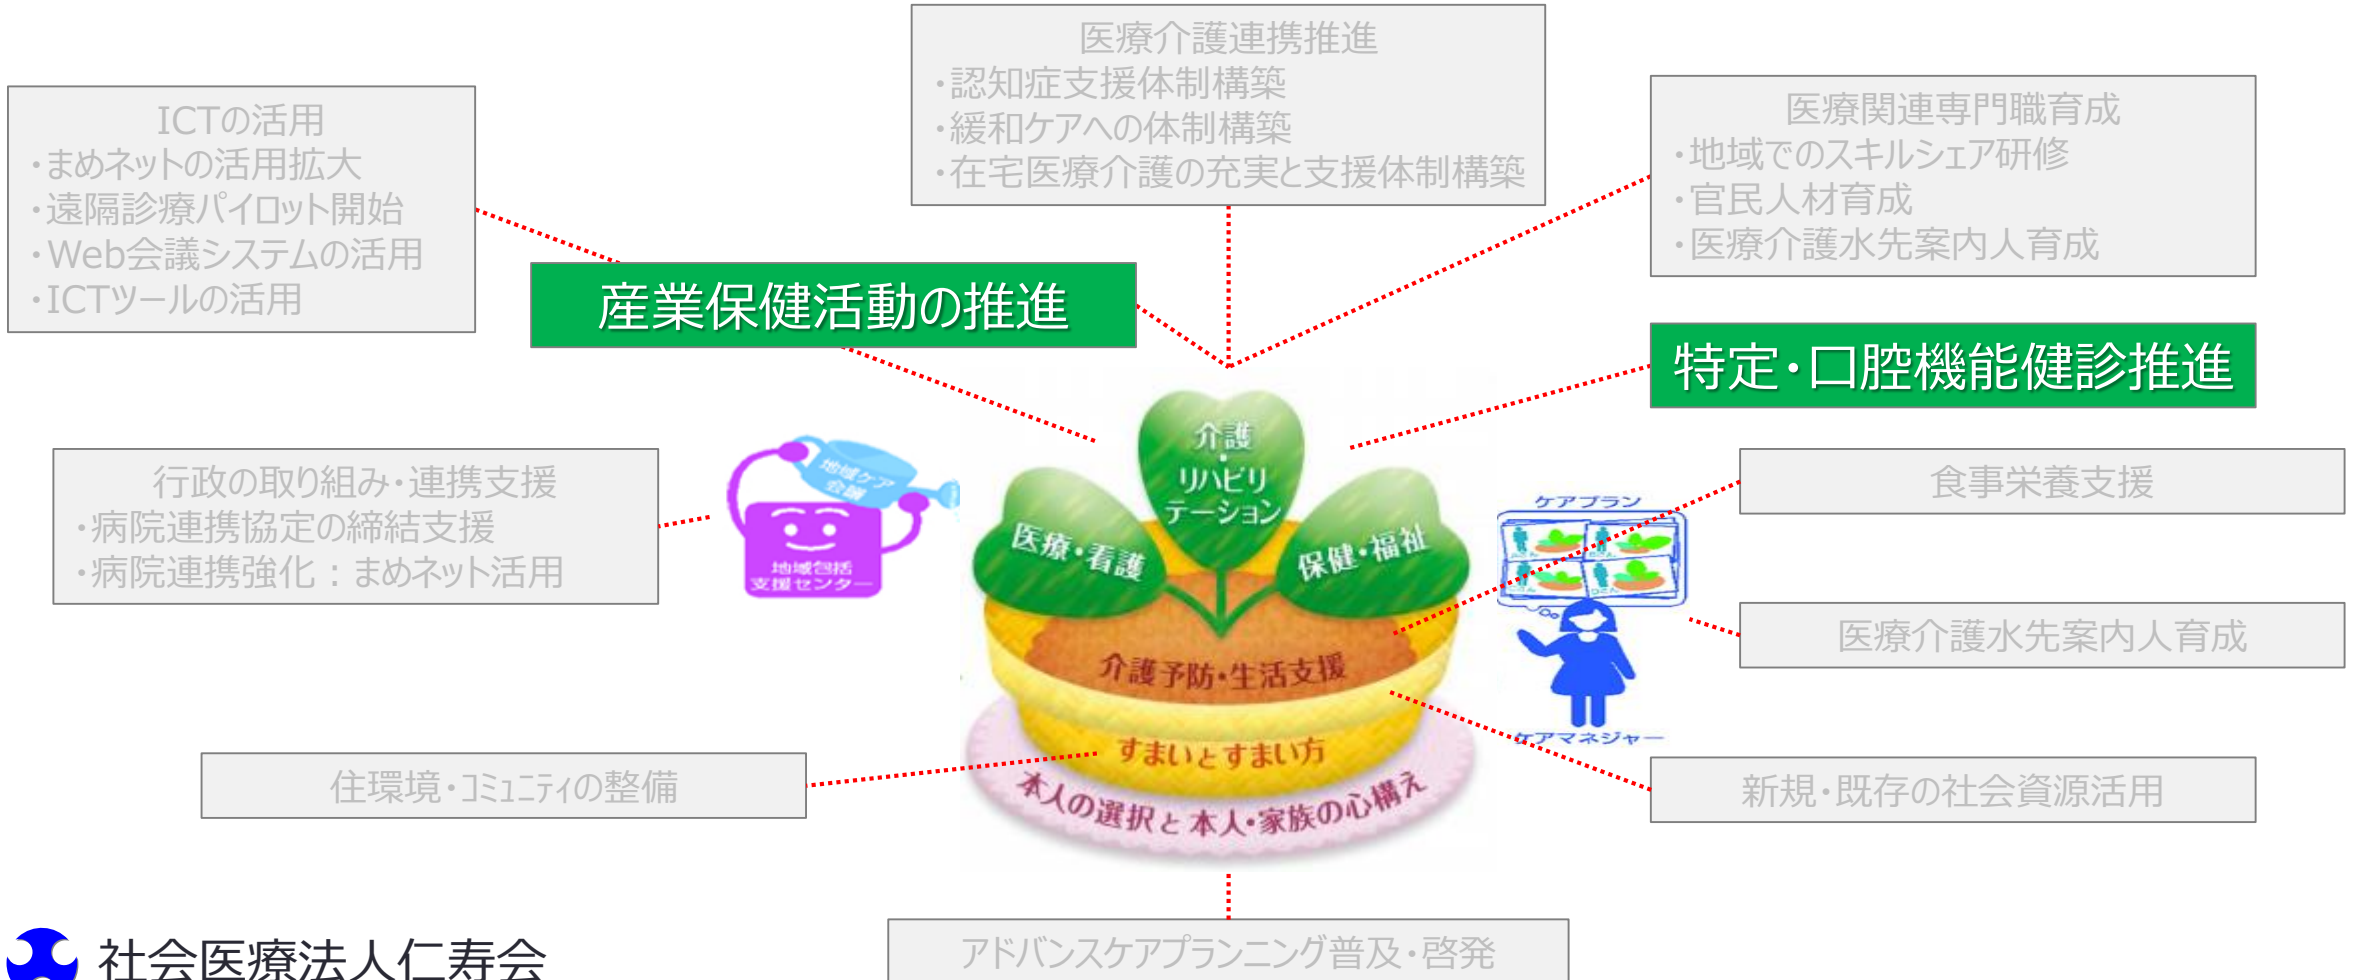 医療介護連携推進
・認知症支援体制構築
・緩和ケアへの体制構築
・在宅医療介護の充実と支援体制構築
ICTの活用
・まめネットの活用拡大
・遠隔診療パイロット開始
・Web会議システムの活用
・ICTツールの活用
医療関連専門職育成
・地域でのスキルシェア研修
・官民人材育成
・医療介護水先案内人育成
産業保健活動の推進
特定・口腔機能健診推進
行政の取り組み・連携支援
・病院連携協定の締結支援
・病院連携強化：まめネット活用
地域ケア
会議
地域包括
支援センター
介護
・
リハビリ
テーション
医療・看護
保健・福祉
介護予防・生活支援
すまいとすまい方
本人の選択と本人・家族の心構え
ケアプラン
ケアマネジャー
食事栄養支援
医療介護水先案内人育成
住環境・コミュニティの整備
新規・既存の社会資源活用
アドバンスケアプランニング普及・啓発
社会医療法人仁寿会